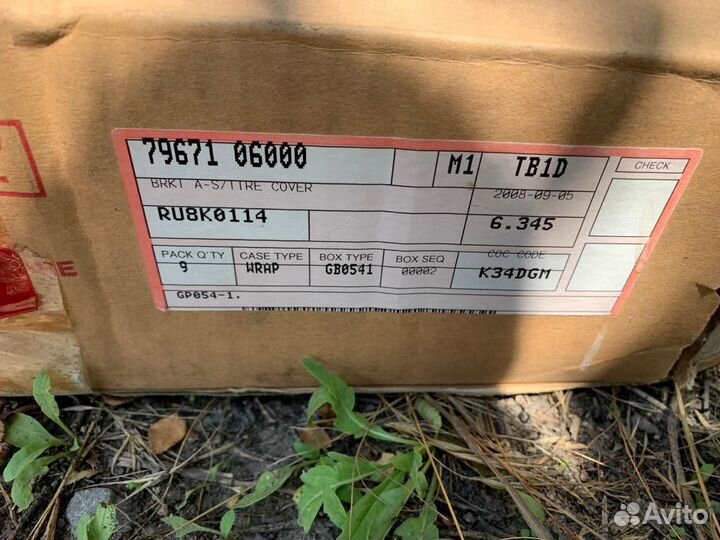 79671 06000 M1 TB1D CHECK
BRKT A-S/TIRE COVER 2008-09-05
RU8K0114 6.345
PACK Q'TY CASE TYPE BOX TYPE BOX SEQ COC CODE
9 WRAP GB0541 00002 K34DGM
GP054-1.
Avito